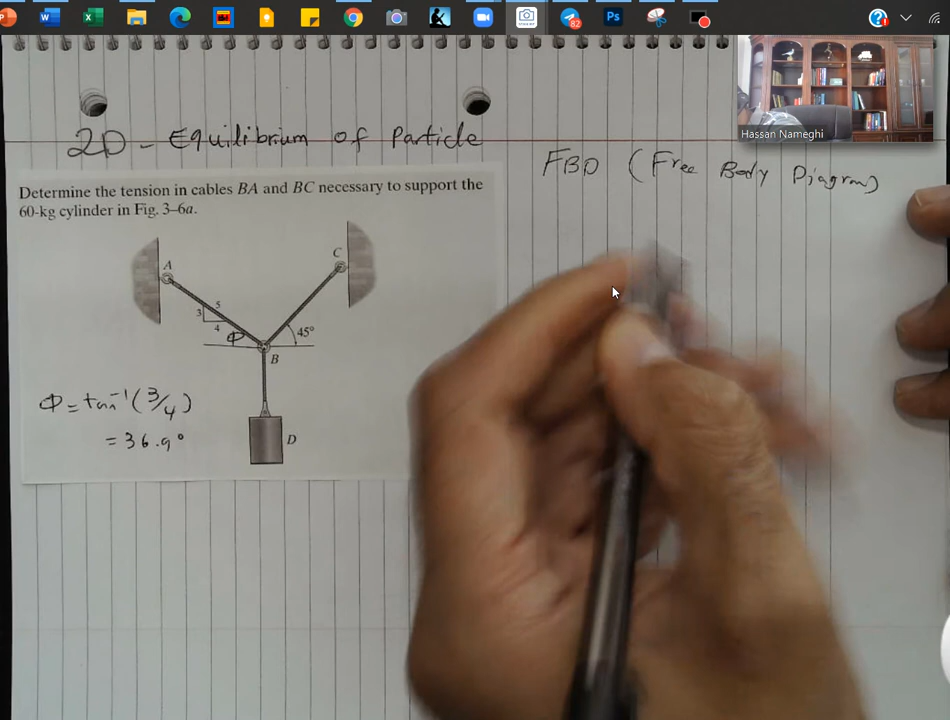 82
Hassan Nameghi
2D - Equilibrium of Particle
FBD (Free Body Diagram)
Determine the tension in cables BA and BC necessary to support the
60-kg cylinder in Fig. 3–6a.
A
C
5
3
4
Φ
45°
B
D
Φ = tan⁻¹(3/4)
= 36.9°